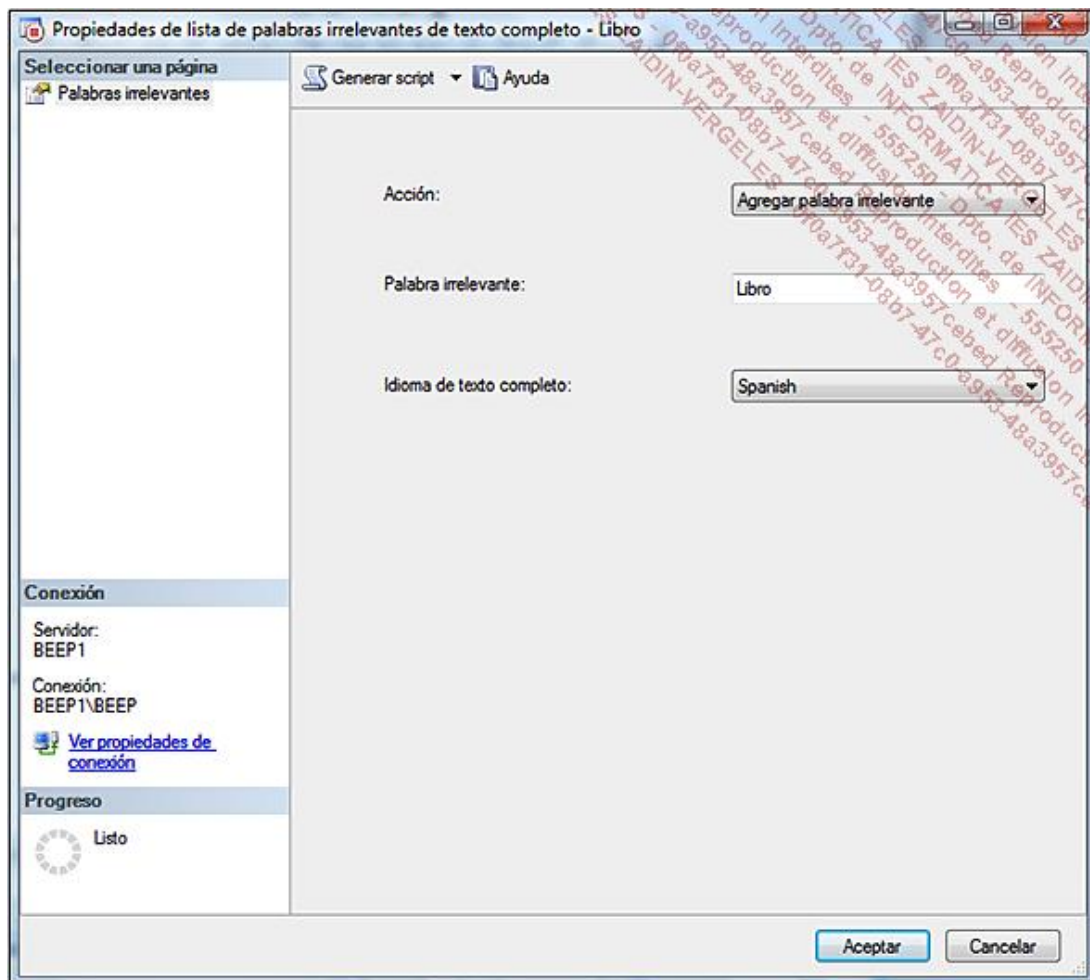 Propiedades de lista de palabras irrelevantes de texto completo - Libro
Seleccionar una página
Palabras irrelevantes
Generar script
Ayuda
Acción:
Agregar palabra irrelevante
Palabra irrelevante:
Libro
Idioma de texto completo:
Spanish
Conexión
Servidor:
BEEP1
Conexión:
BEEP1\BEEP
Ver propiedades de
conexión
Progreso
Listo
Aceptar
Cancelar